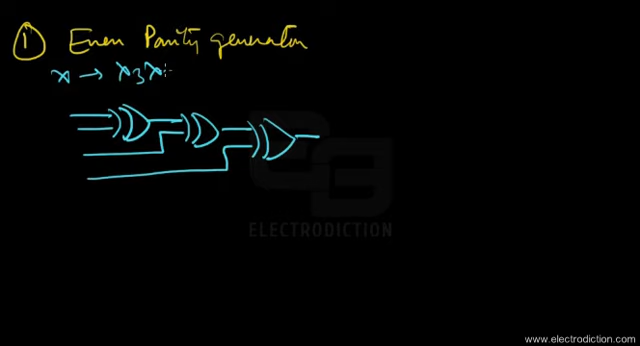 ① Even Parity generator
x → x3x
ELECTRODICTION
www.electrodiction.com